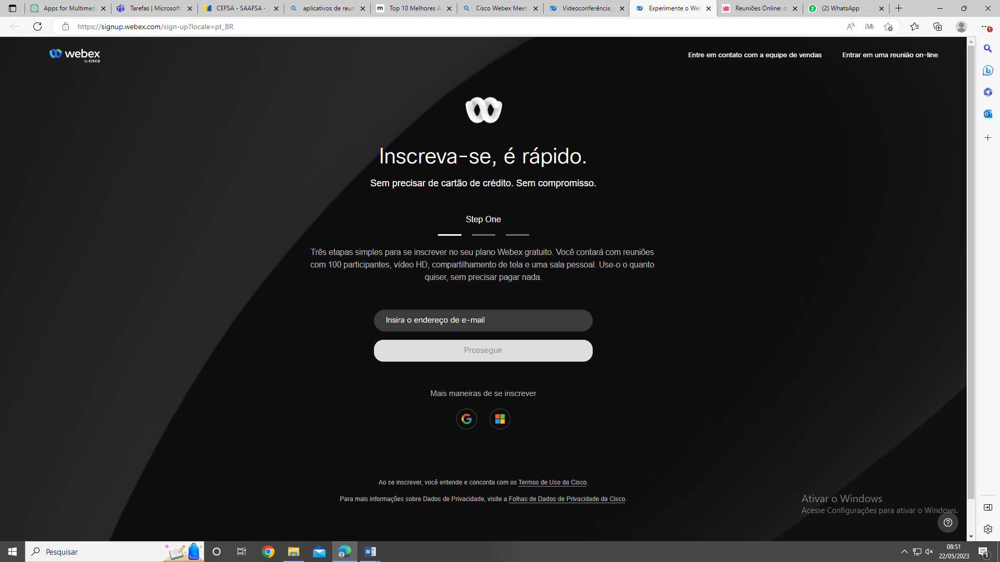 Apps for Multimed
Tarefas | Microsoft
CEFSA - SAAFSA - A
aplicativos de reun
Top 10 Melhores A
Cisco Webex Meeti
Videoconferência,
Experimente o Web
Reuniões Online: o
(2) WhatsApp
https://signup.webex.com/sign-up?locale=pt_BR
webex
by CISCO
Entre em contato com a equipe de vendas
Entrar em uma reunião on-line
Inscreva-se, é rápido.
Sem precisar de cartão de crédito. Sem compromisso.
Step One
Três etapas simples para se inscrever no seu plano Webex gratuito. Você contará com reuniões
com 100 participantes, vídeo HD, compartilhamento de tela e uma sala pessoal. Use-o o quanto
quiser, sem precisar pagar nada.
Insira o endereço de e-mail
Prosseguir
Mais maneiras de se inscrever
Ao se inscrever, você entende e concorda com os Termos de Uso da Cisco.
Para mais informações sobre Dados de Privacidade, visite a Folhas de Dados de Privacidade da Cisco.
Ativar o Windows
Acesse Configurações para ativar o Windows.
Pesquisar
08:51
22/05/2023
1